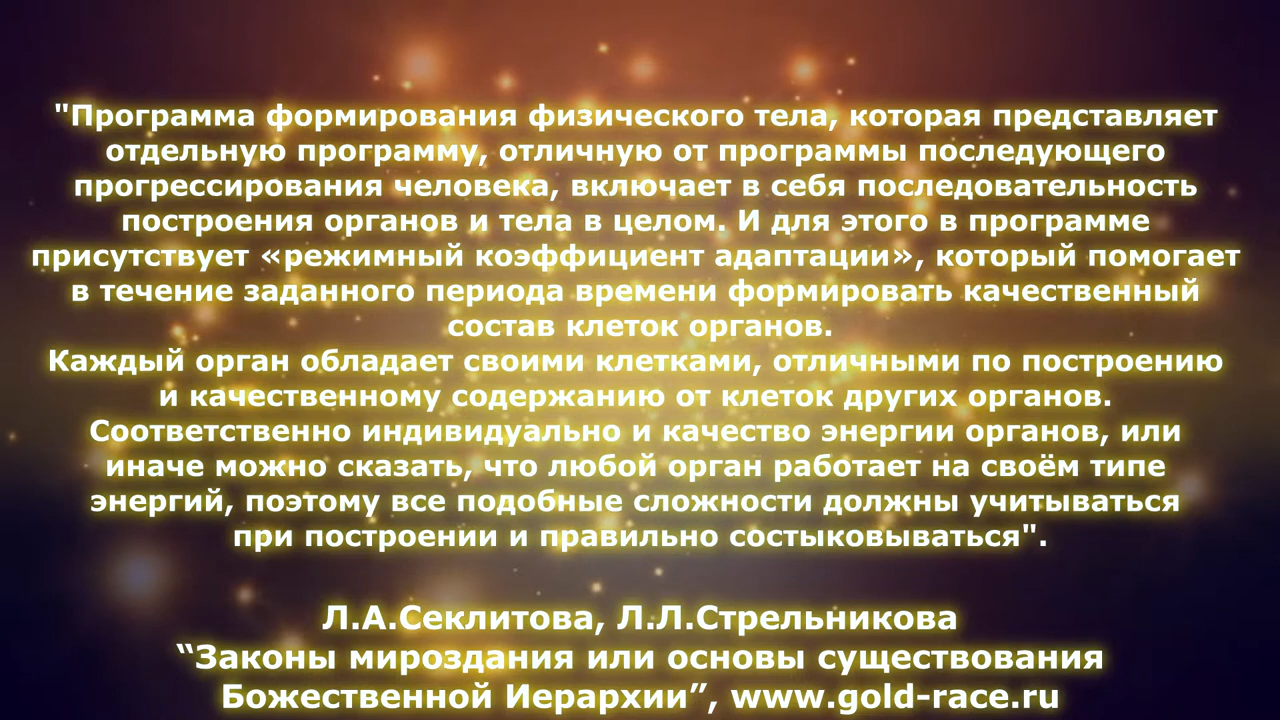 "Программа формирования физического тела, которая представляет
отдельную программу, отличную от программы последующего
прогрессирования человека, включает в себя последовательность
построения органов и тела в целом. И для этого в программе
присутствует «режимный коэффициент адаптации», который помогает
в течение заданного периода времени формировать качественный
состав клеток органов.
Каждый орган обладает своими клетками, отличными по построению
и качественному содержанию от клеток других органов.
Соответственно индивидуально и качество энергии органов, или
иначе можно сказать, что любой орган работает на своём типе
энергий, поэтому все подобные сложности должны учитываться
при построении и правильно состыковываться".
Л.А.Секлитова, Л.Л.Стрельникова
“Законы мироздания или основы существования
Божественной Иерархии”, www.gold-race.ru